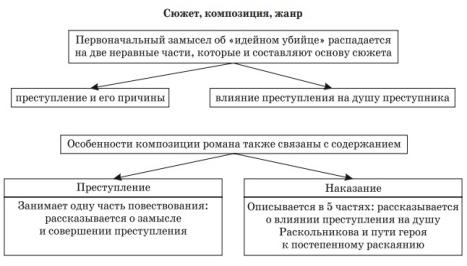 Сюжет, композиция, жанр
Первоначальный замысел об «идейном убийце» распадается
на две неравные части, которые и составляют основу сюжета
преступление и его причины
влияние преступления на душу преступника
Особенности композиции романа также связаны с содержанием
Преступление
Занимает одну часть повествования:
рассказывается о замысле
и совершении преступления
Наказание
Описывается в 5 частях: рассказывается
о влиянии преступления на душу
Раскольникова и пути героя
к постепенному раскаянию